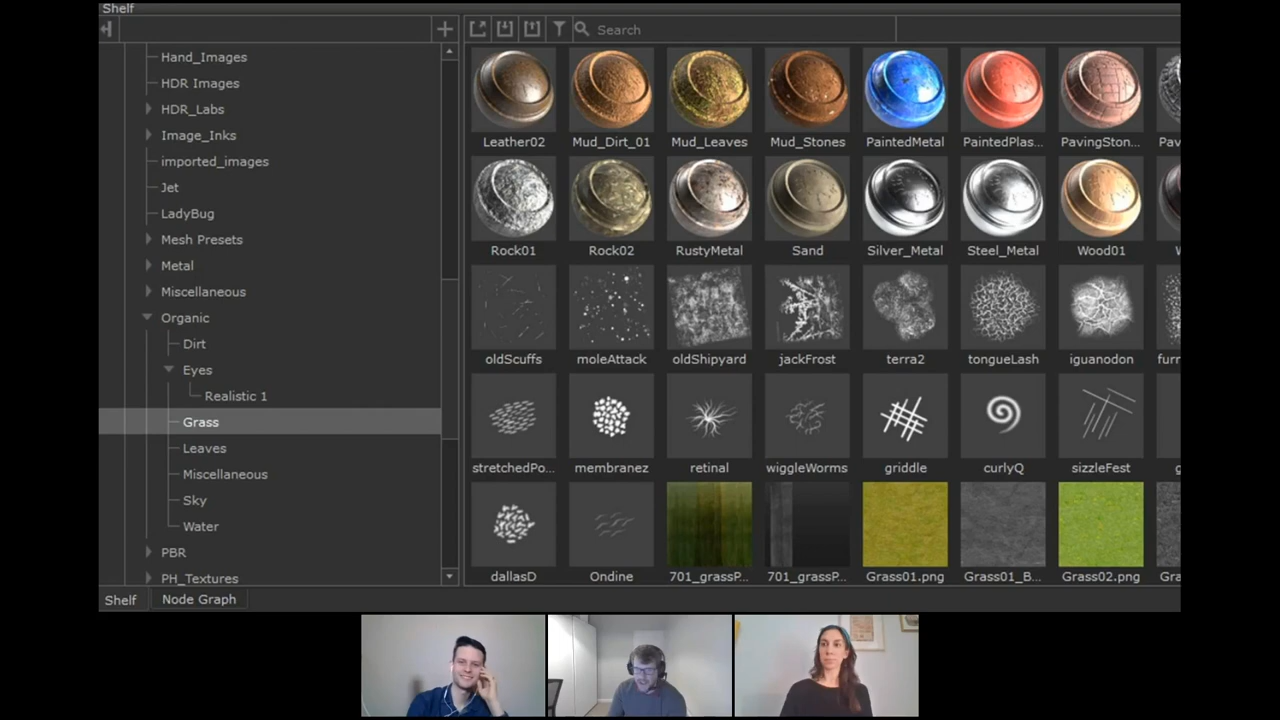 Shelf
Search
Hand_Images
HDR Images
HDR_Labs
Image_Inks
imported_images
Jet
LadyBug
Mesh Presets
Metal
Miscellaneous
Organic
Dirt
Eyes
Realistic 1
Grass
Leaves
Miscellaneous
Sky
Water
PBR
PH_Textures
Leather02 Mud_Dirt_01 Mud_Leaves Mud_Stones PaintedMetal PaintedPlas... PavingSton... Pav
Rock01 Rock02 RustyMetal Sand Silver_Metal Steel_Metal Wood01
oldScuffs moleAttack oldShipyard jackFrost terra2 tongueLash iguanodon furr
stretchedPo... membranez retinal wiggleWorms griddle curlyQ sizzleFest
dallasD Ondine 701_grassP... 701_grassP... Grass01.png Grass01_B... Grass02.png Gra
Shelf Node Graph